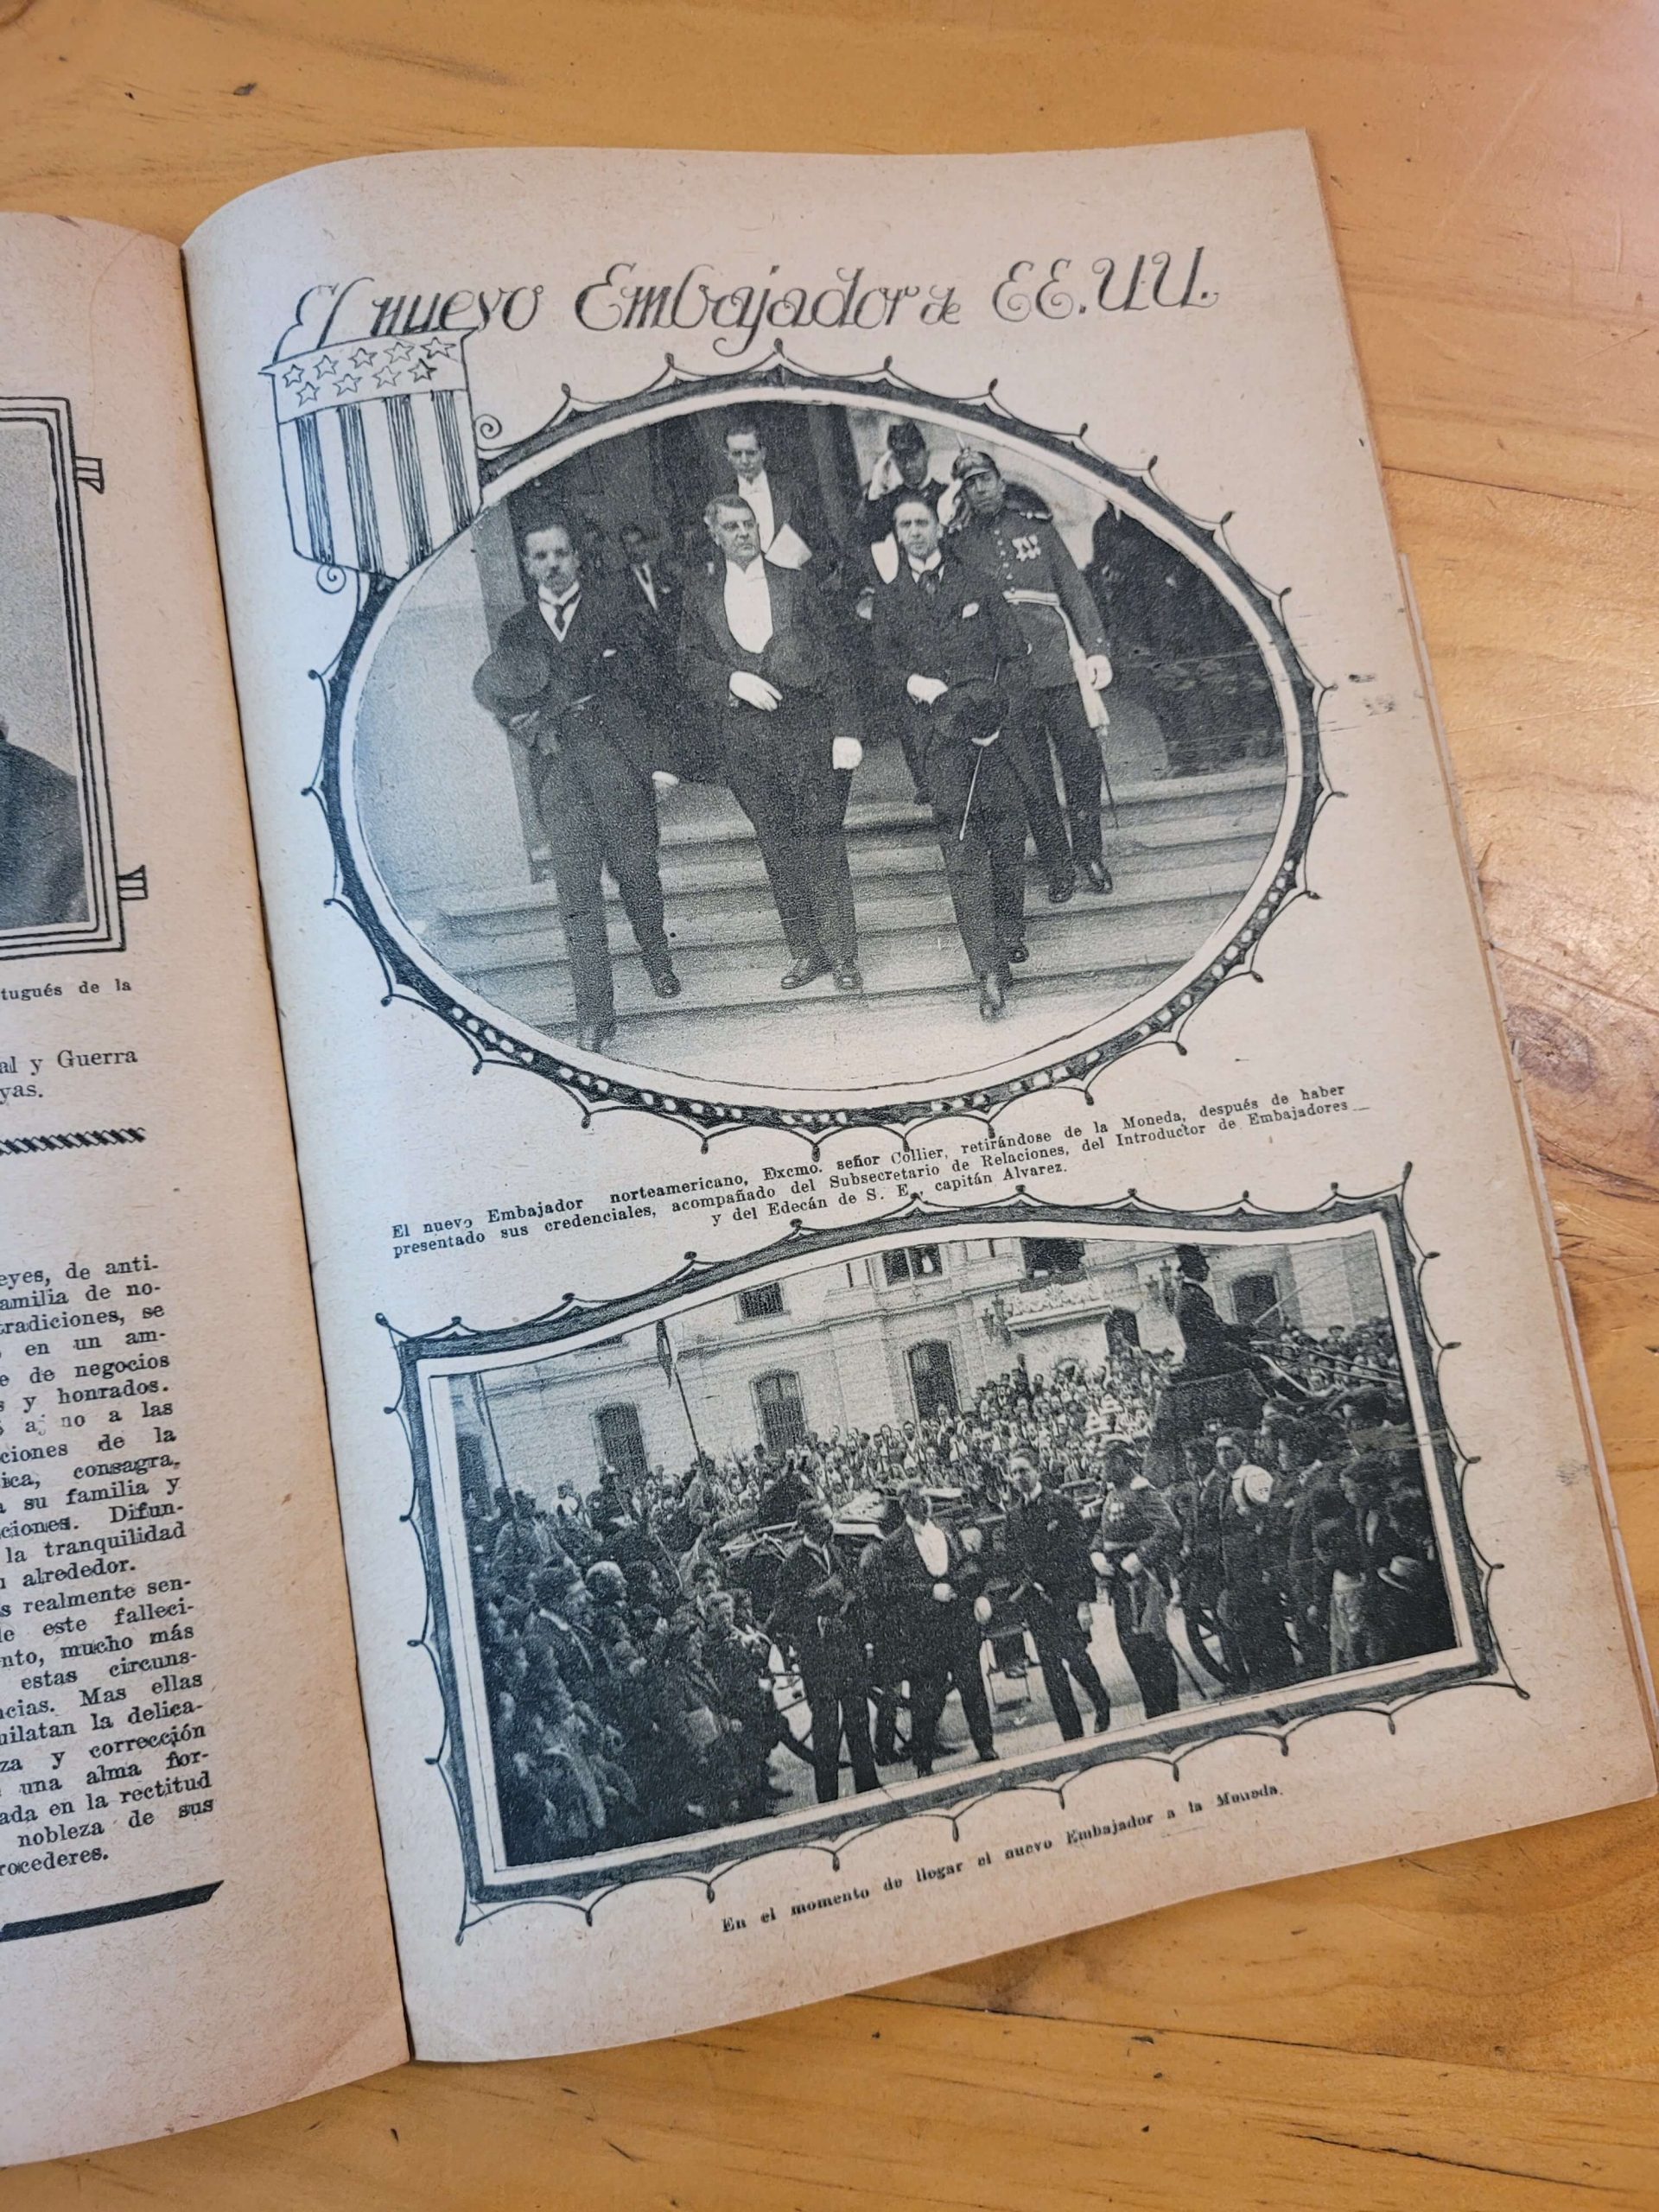 tugués de la
al y Guerra
yas.
eyes, de anti-
amilia de no-
tradiciones, se
en un am-
e de negocios
s y honrados.
a no a las
ciones de la
ica, consagra,
a su familia y
ciones. Difun-
la tranquilidad
u alrededor.
s realmente sen-
le este falleci-
nto, mucho más
estas circuns-
ncias. Mas ellas
uilatan la delica-
za y corrección
una alma for-
ada en la rectitud
nobleza de sus
rocederes.
El nuevo Embajador de EE.UU.
El nuevo Embajador norteamericano, Excmo. señor Collier, retirándose de la Moneda, después de haber
presentado sus credenciales, acompañado del Subsecretario de Relaciones, del Introductor de Embajadores
y del Edecán de S. E., capitán Alvarez.
En el momento de llegar el nuevo Embajador a la Moneda.